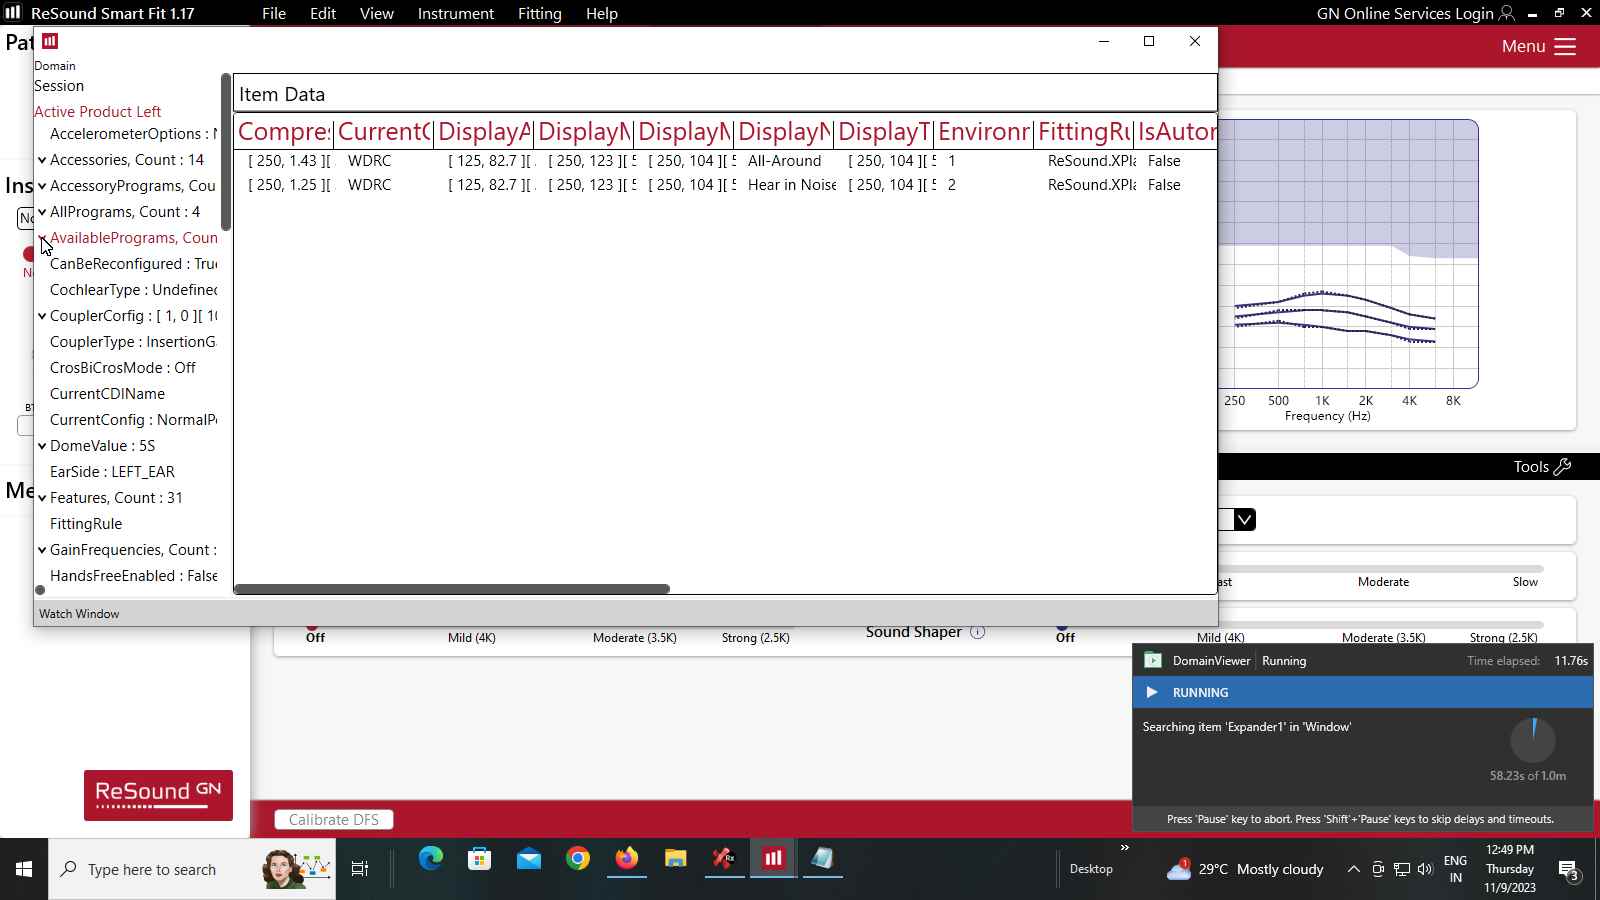 ReSound Smart Fit 1.17
File Edit View Instrument Fitting Help
GN Online Services Login
Menu
Domain
Session
Active Product Left
AccelerometerOptions :
Accessories, Count : 14
AccessoryPrograms, Cou
AllPrograms, Count : 4
AvailablePrograms, Coun
CanBeReconfigured : True
CochlearType : Undefined
CouplerCorfig : [ 1, 0 ][ 10
CouplerType : InsertionG
CrosBiCrosMode : Off
CurrentCDIName
CurrentConfig : NormalP
DomeValue : 5S
EarSide : LEFT_EAR
Features, Count : 31
FittingRule
GainFrequencies, Count :
HandsFreeEnabled : False
Watch Window
Item Data
Compre: Current DisplayA DisplayN DisplayN DisplayN DisplayT Environr FittingRu IsAutor
[ 250, 1.43 ][ WDRC [ 125, 82.7 ][ [ 250, 123 ][ 5 [ 250, 104 ][ 5 All-Around [ 250, 104 ][ 5 1 ReSound.XPla False
[ 250, 1.25 ][ WDRC [ 125, 82.7 ][ [ 250, 123 ][ 5 [ 250, 104 ][ 5 Hear in Noise [ 250, 104 ][ 5 2 ReSound.XPla False
Pat
Ins
No
BT
Me
250 500 1K 2K 4K 8K
Frequency (Hz)
Tools
ast Moderate Slow
Off Mild (4K) Moderate (3.5K) Strong (2.5K)
Sound Shaper
Off Mild (4K) Moderate (3.5K) Strong (2.5K)
DomainViewer Running Time elapsed: 11.76s
RUNNING
Searching item 'Expander1' in 'Window'
58.23s of 1.0m
Press 'Pause' key to abort. Press 'Shift'+'Pause' keys to skip delays and timeouts.
ReSound GN
Calibrate DFS
Type here to search
Desktop
1
29°C Mostly cloudy
ENG
IN
12:49 PM
Thursday
11/9/2023
3